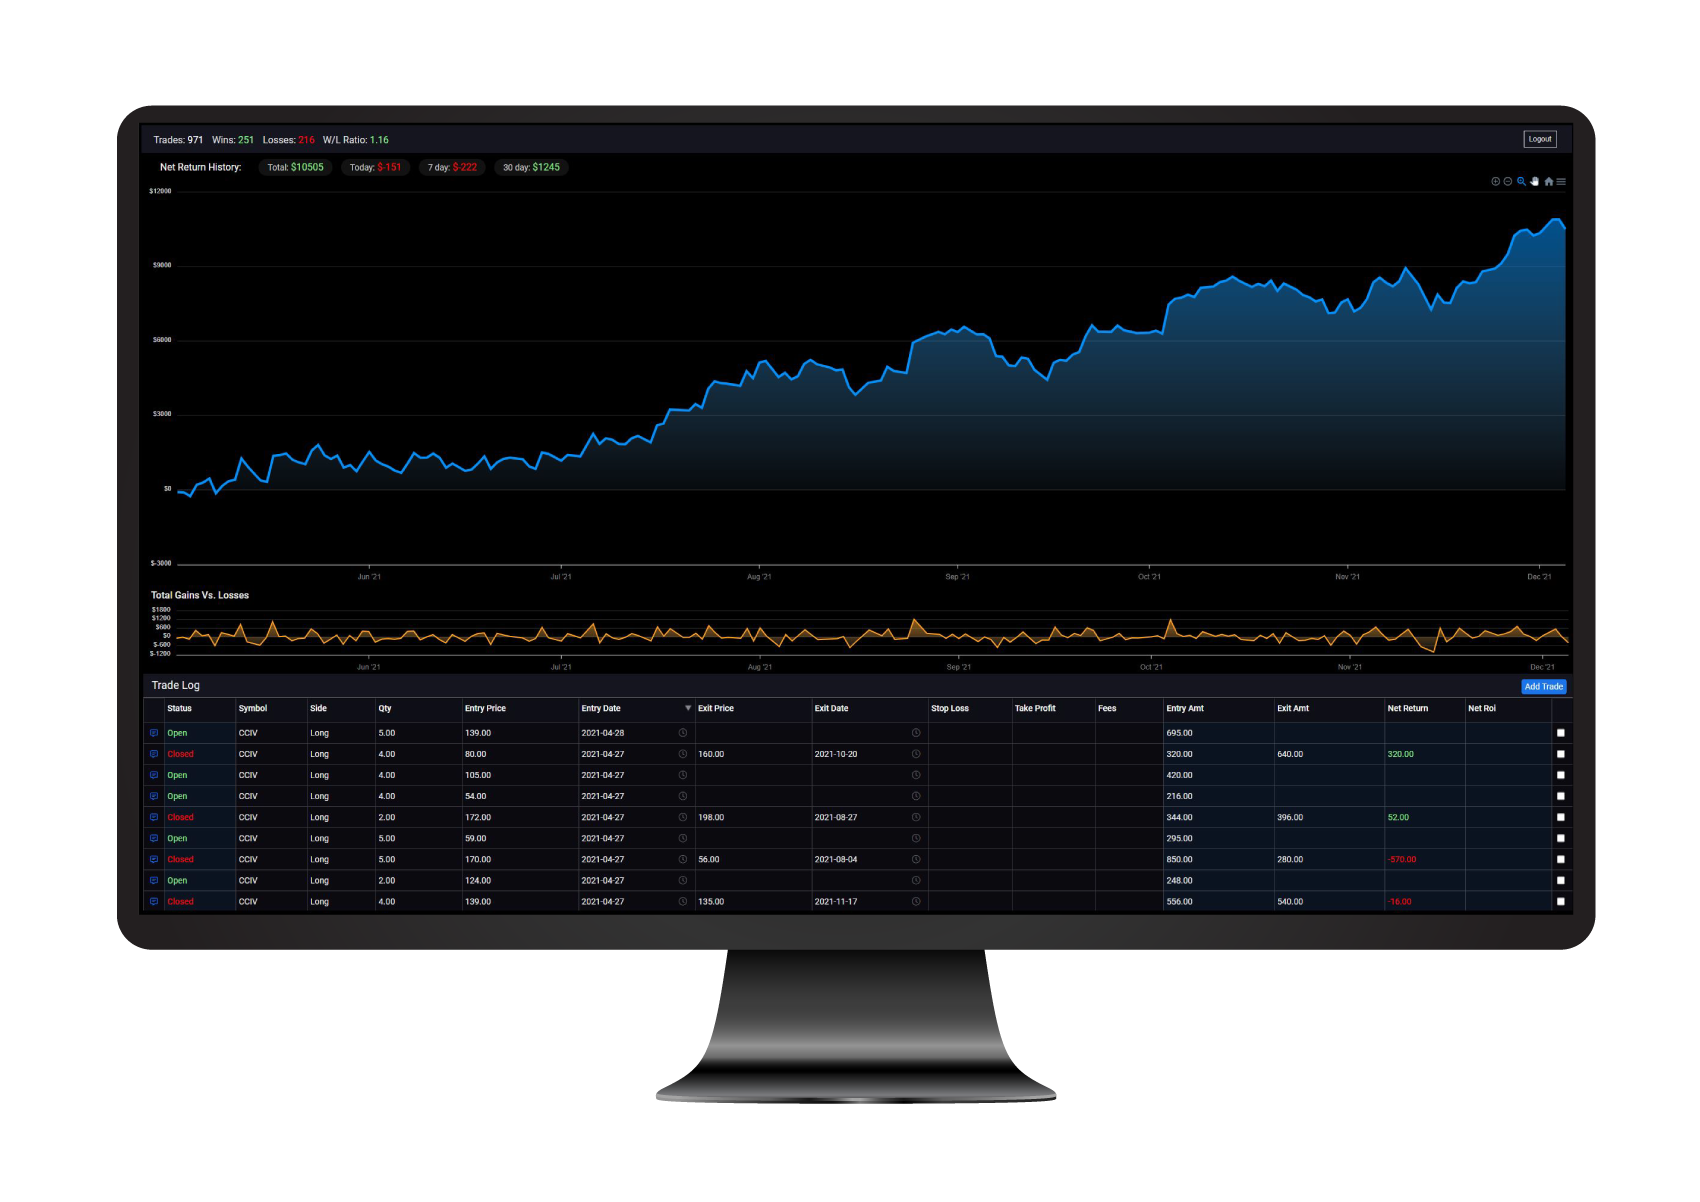 Trades: 971 Wins: 251 Losses: 216 W/L Ratio: 1.16 Logout
Net Return History: Total: $10505 Today: $-151 7 day: $-222 30 day: $1245
$12000
$9000
$6000
$3000
$0
$-3000
Jun '21 Jul '21 Aug '21 Sep '21 Oct '21 Nov '21 Dec '21
Total Gains Vs. Losses
$1800
$1200
$600
$0
$-600
$-1200
Jun '21 Jul '21 Aug '21 Sep '21 Oct '21 Nov '21 Dec '21
Trade Log Add Trade
Status Symbol Side Qty Entry Price Entry Date Exit Price Exit Date Stop Loss Take Profit Fees Entry Amt Exit Amt Net Return Net Roi
Open CCIV Long 5.00 139.00 2021-04-28 695.00
Closed CCIV Long 4.00 80.00 2021-04-27 160.00 2021-10-20 320.00 640.00 320.00
Open CCIV Long 4.00 105.00 2021-04-27 420.00
Open CCIV Long 4.00 54.00 2021-04-27 216.00
Closed CCIV Long 2.00 172.00 2021-04-27 198.00 2021-08-27 344.00 396.00 52.00
Open CCIV Long 5.00 59.00 2021-04-27 295.00
Closed CCIV Long 5.00 170.00 2021-04-27 56.00 2021-08-04 850.00 280.00 -570.00
Open CCIV Long 2.00 124.00 2021-04-27 248.00
Closed CCIV Long 4.00 139.00 2021-04-27 135.00 2021-11-17 556.00 540.00 -16.00